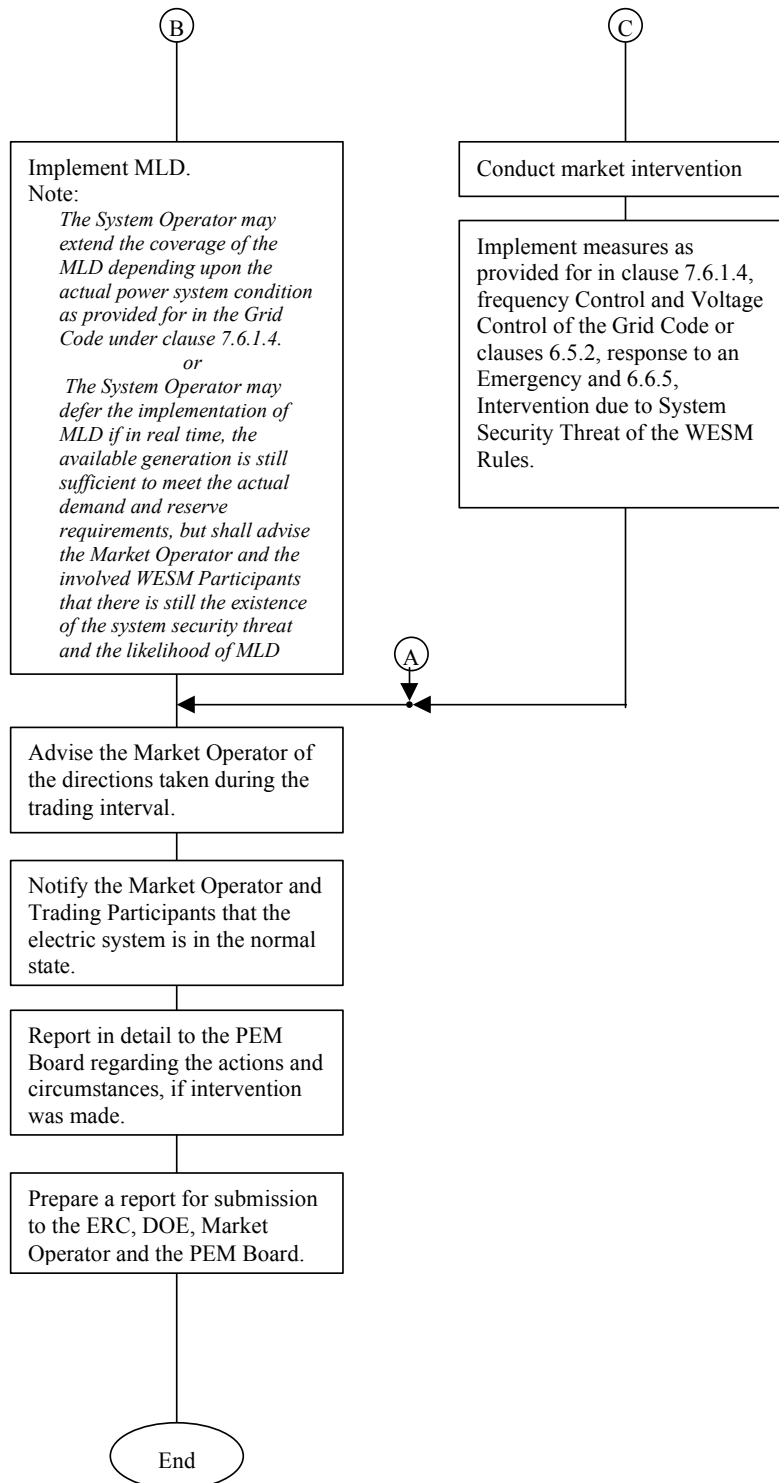 B
Implement MLD.
Note:
The System Operator may
extend the coverage of the
MLD depending upon the
actual power system condition
as provided for in the Grid
Code under clause 7.6.1.4.
or
The System Operator may
defer the implementation of
MLD if in real time, the
available generation is still
sufficient to meet the actual
demand and reserve
requirements, but shall advise
the Market Operator and the
involved WESM Participants
that there is still the existence
of the system security threat
and the likelihood of MLD
C
Conduct market intervention
Implement measures as
provided for in clause 7.6.1.4,
frequency Control and Voltage
Control of the Grid Code or
clauses 6.5.2, response to an
Emergency and 6.6.5,
Intervention due to System
Security Threat of the WESM
Rules.
A
Advise the Market Operator of
the directions taken during the
trading interval.
Notify the Market Operator and
Trading Participants that the
electric system is in the normal
state.
Report in detail to the PEM
Board regarding the actions and
circumstances, if intervention
was made.
Prepare a report for submission
to the ERC, DOE, Market
Operator and the PEM Board.
End